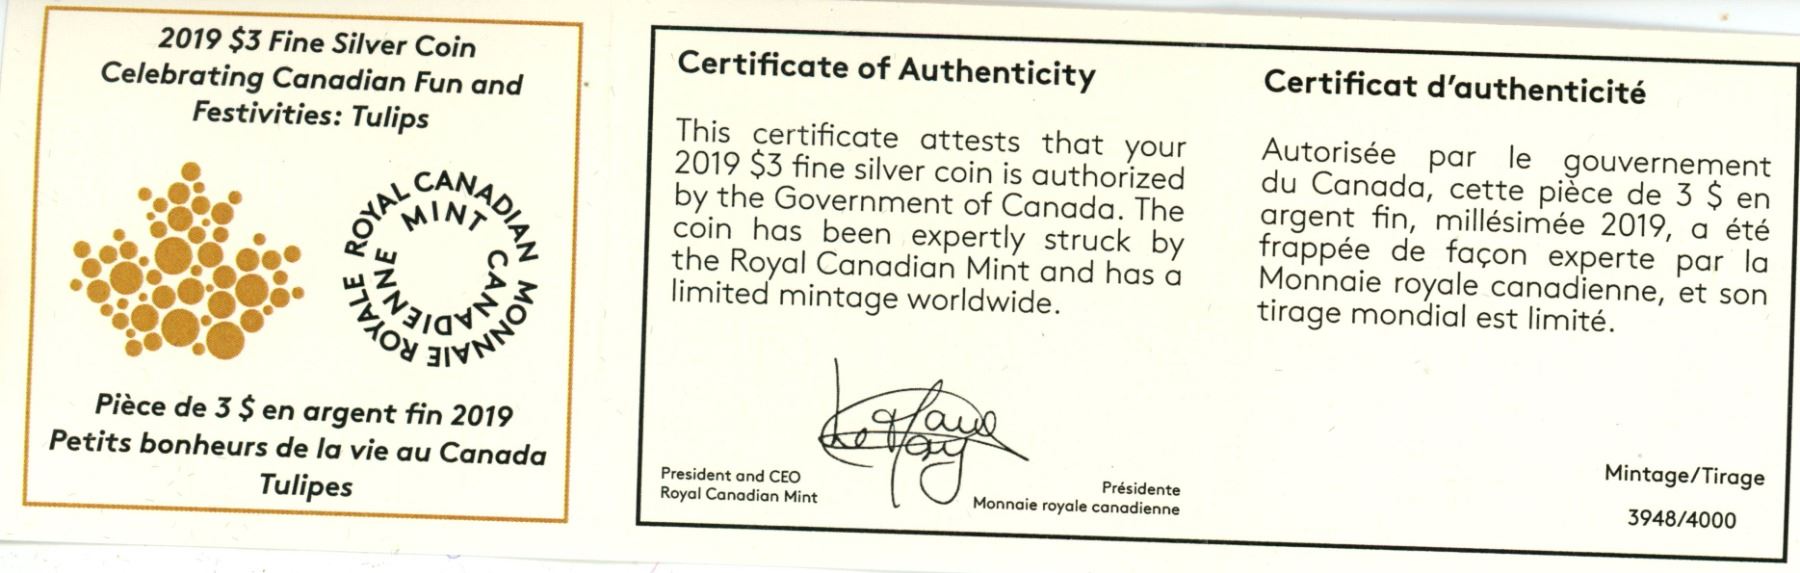 2019 $3 Fine Silver Coin
Celebrating Canadian Fun and
Festivities: Tulips
ROYAL CANADIAN MINT
MONNAIE ROYALE CANADIENNE
Pièce de 3 $ en argent fin 2019
Petits bonheurs de la vie au Canada
Tulipes
Certificate of Authenticity
This certificate attests that your
2019 $3 fine silver coin is authorized
by the Government of Canada. The
coin has been expertly struck by
the Royal Canadian Mint and has a
limited mintage worldwide.
President and CEO
Royal Canadian Mint
Présidente
Monnaie royale canadienne
Certificat d'authenticité
Autorisée par le gouvernement
du Canada, cette pièce de 3 $ en
argent fin, millésimée 2019, a été
frappée de façon experte par la
Monnaie royale canadienne, et son
tirage mondial est limité.
Mintage/Tirage
3948/4000